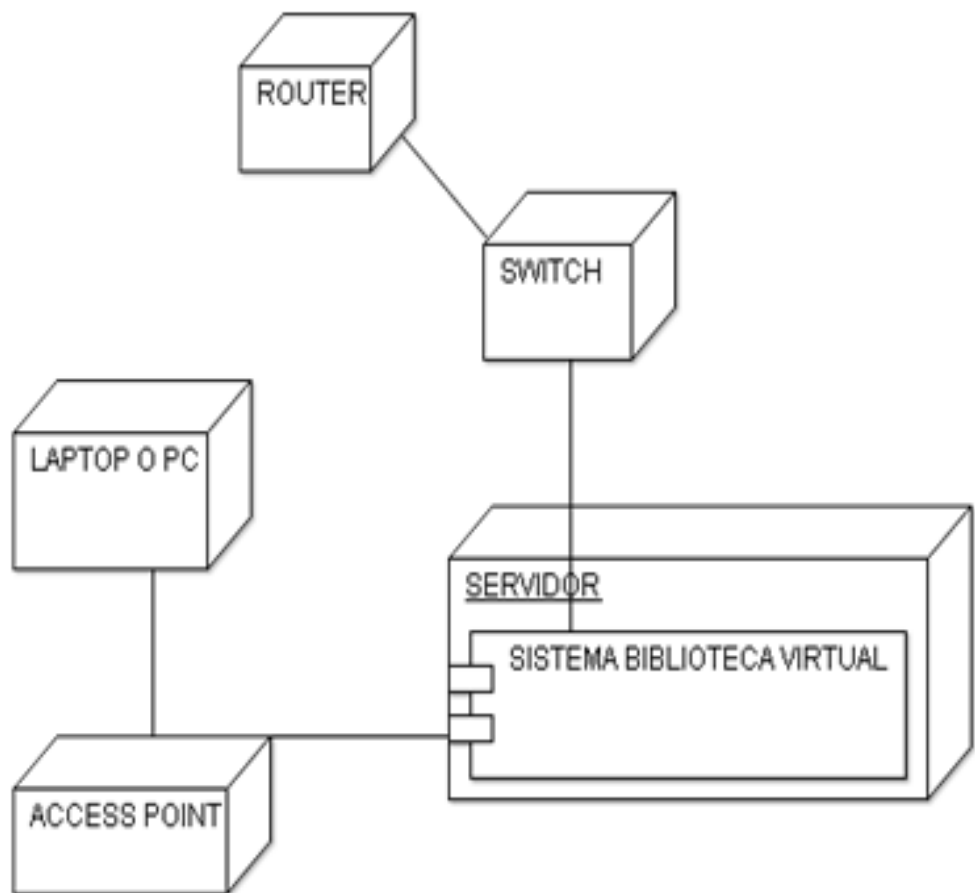 ROUTER
SWITCH
LAPTOP O PC
SERVIDOR
SISTEMA BIBLIOTECA VIRTUAL
ACCESS POINT